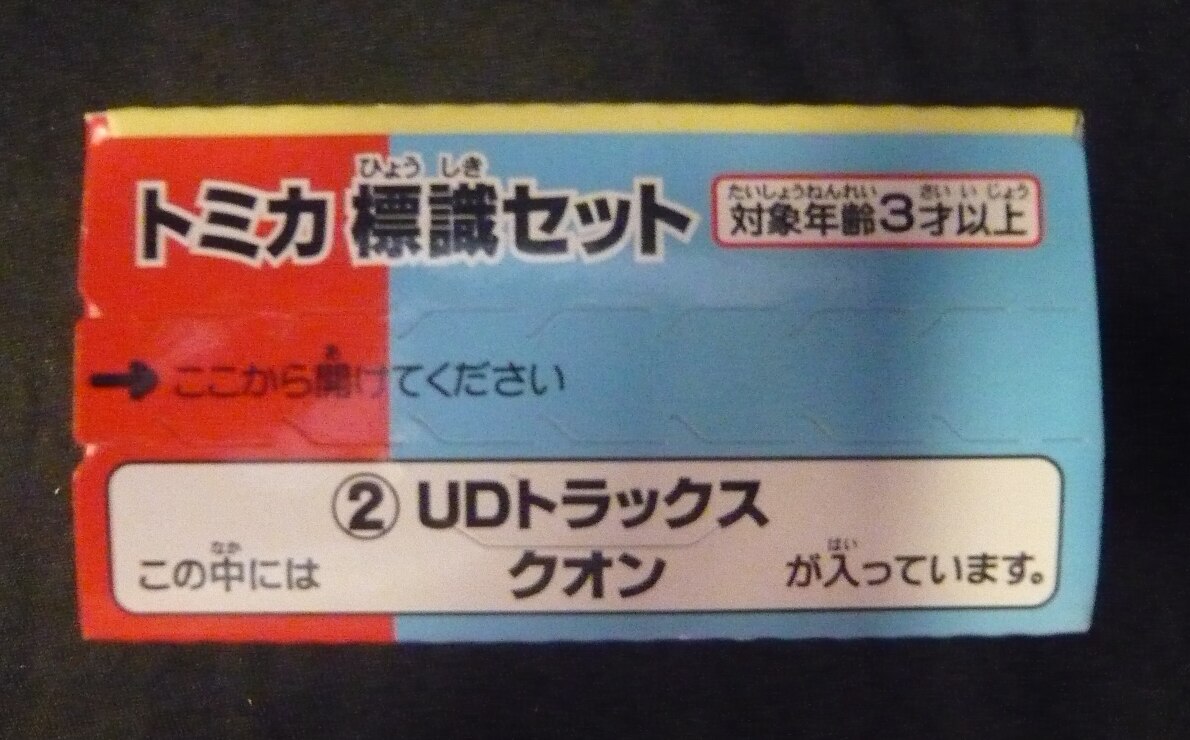 ひょう しき
トミカ 標識セット
たいしょうねんれい さい い じょう
対象年齢3才以上
あ
➡ ここから開けてください
② UDトラックス
なか はい
この中には クオン が入っています。